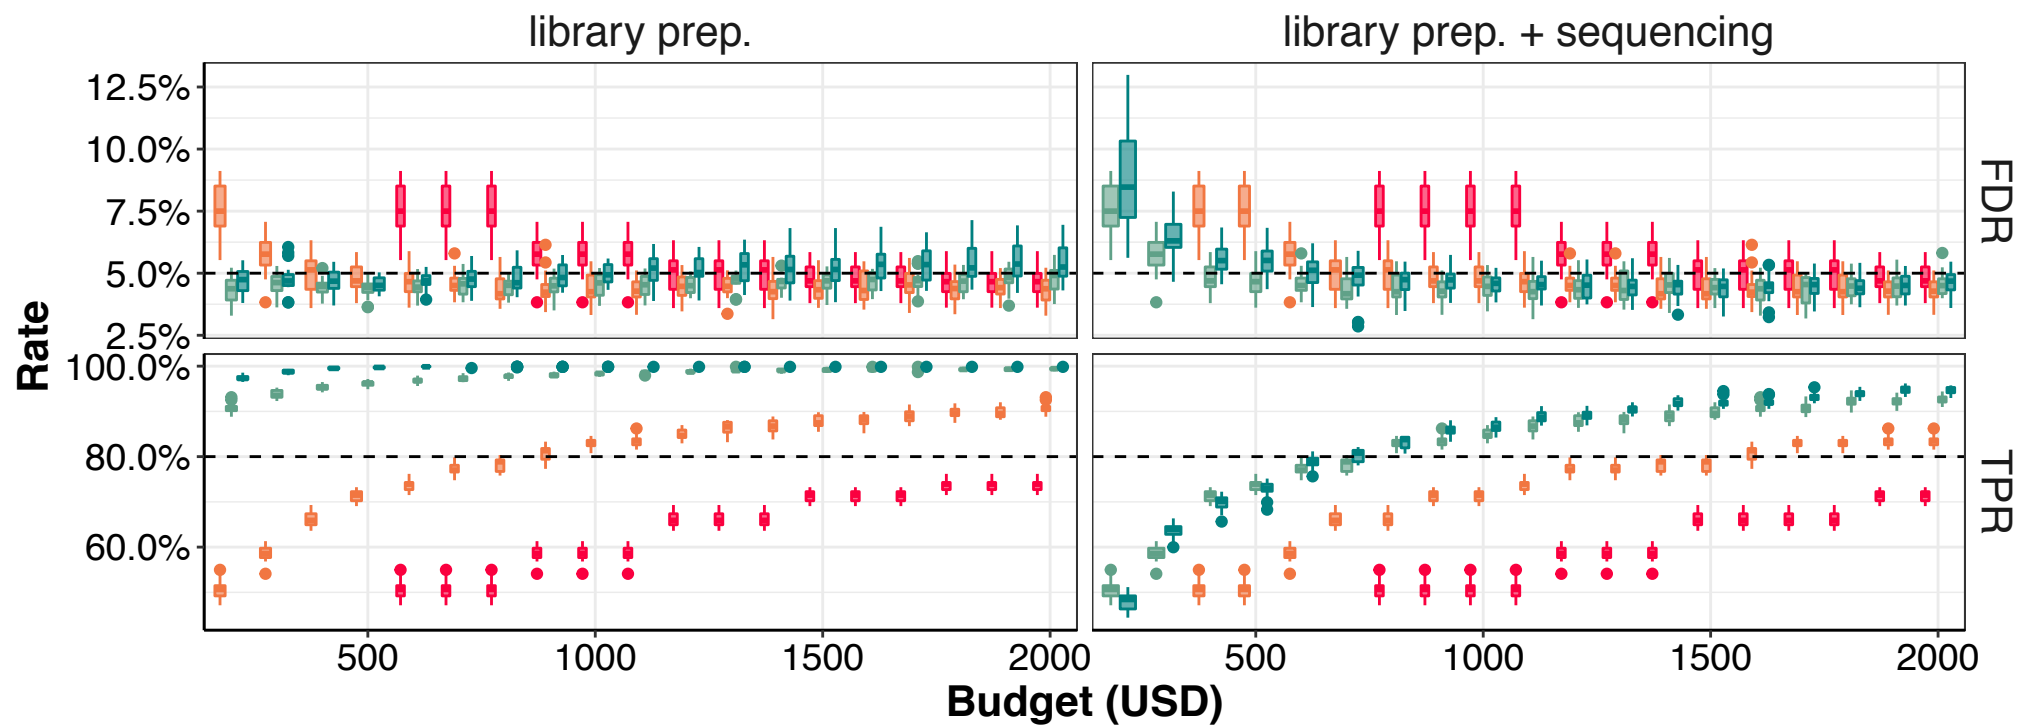 library prep.
library prep. + sequencing
12.5%
10.0%
7.5%
5.0%
2.5%
FDR
Rate
100.0%
80.0%
60.0%
TPR
500
1000
1500
2000
500
1000
1500
2000
Budget (USD)